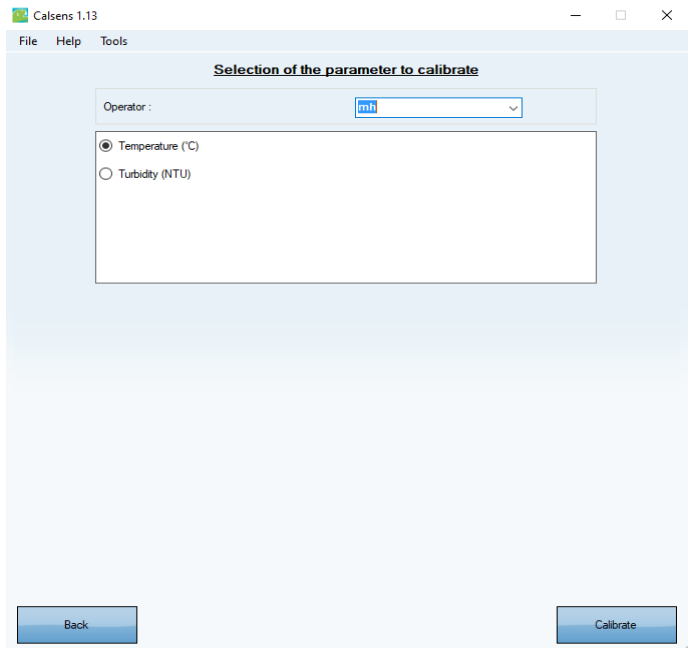 Calsens 1.13
File Help Tools
Selection of the parameter to calibrate
Operator : mh
Temperature (°C)
Turbidity (NTU)
Back Calibrate